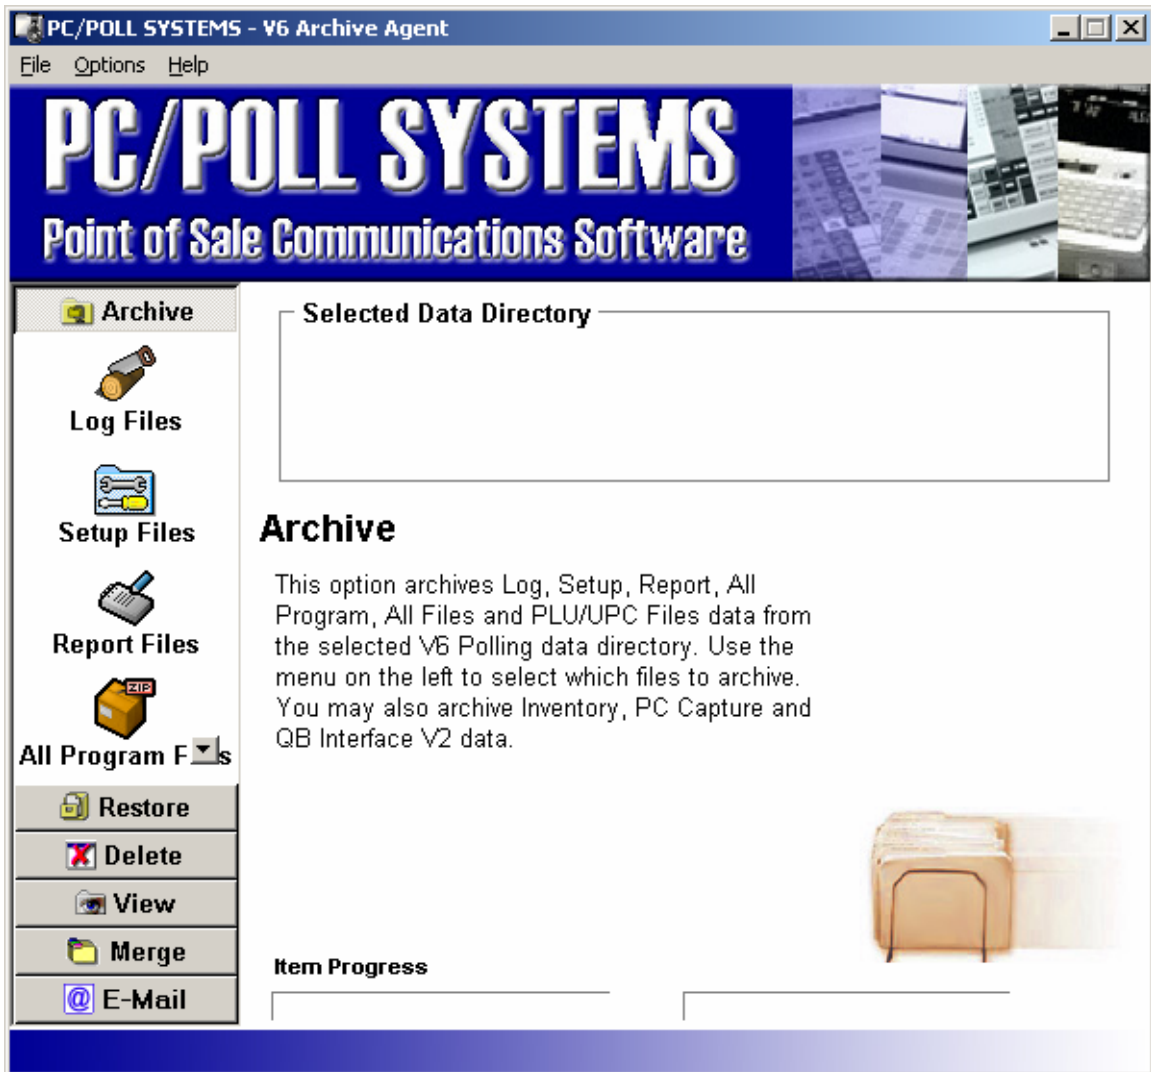 PC/POLL SYSTEMS - V6 Archive Agent
File Options Help
PC/POLL SYSTEMS
Point of Sale Communications Software
Archive
Log Files
Setup Files
Report Files
ZIP
All Program F s
Restore
Delete
View
Merge
@ E-Mail
Selected Data Directory
Archive
This option archives Log, Setup, Report, All
Program, All Files and PLU/UPC Files data from
the selected V6 Polling data directory. Use the
menu on the left to select which files to archive.
You may also archive Inventory, PC Capture and
QB Interface V2 data.
Item Progress